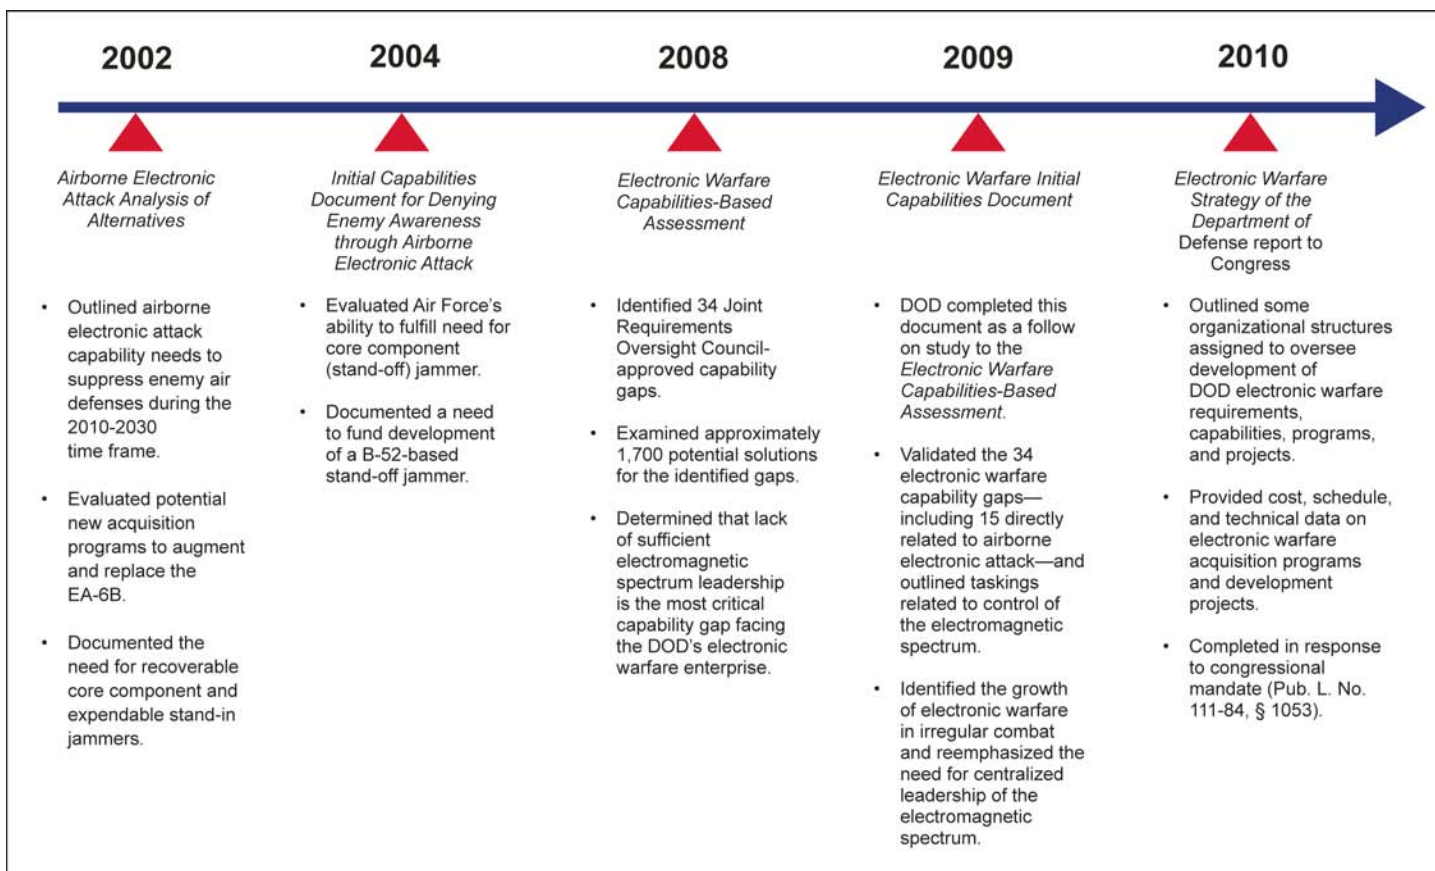 2002
2004
2008
2009
2010
Airborne Electronic
Attack Analysis of
Alternatives
• Outlined airborne
electronic attack
capability needs to
suppress enemy air
defenses during the
2010-2030
time frame.
• Evaluated potential
new acquisition
programs to augment
and replace the
EA-6B.
• Documented the
need for recoverable
core component and
expendable stand-in
jammers.
Initial Capabilities
Document for Denying
Enemy Awareness
through Airborne
Electronic Attack
• Evaluated Air Force’s
ability to fulfill need for
core component
(stand-off) jammer.
• Documented a need
to fund development
of a B-52-based
stand-off jammer.
Electronic Warfare
Capabilities-Based
Assessment
• Identified 34 Joint
Requirements
Oversight Council-
approved capability
gaps.
• Examined approximately
1,700 potential solutions
for the identified gaps.
• Determined that lack
of sufficient
electromagnetic
spectrum leadership
is the most critical
capability gap facing
the DOD’s electronic
warfare enterprise.
Electronic Warfare Initial
Capabilities Document
• DOD completed this
document as a follow
on study to the
Electronic Warfare
Capabilities-Based
Assessment.
• Validated the 34
electronic warfare
capability gaps—
including 15 directly
related to airborne
electronic attack—and
outlined taskings
related to control of
the electromagnetic
spectrum.
• Identified the growth
of electronic warfare
in irregular combat
and reemphasized the
need for centralized
leadership of the
electromagnetic
spectrum.
Electronic Warfare
Strategy of the
Department of
Defense report to
Congress
• Outlined some
organizational structures
assigned to oversee
development of
DOD electronic warfare
requirements,
capabilities, programs,
and projects.
• Provided cost, schedule,
and technical data on
electronic warfare
acquisition programs
and development
projects.
• Completed in response
to congressional
mandate (Pub. L. No.
111-84, § 1053).